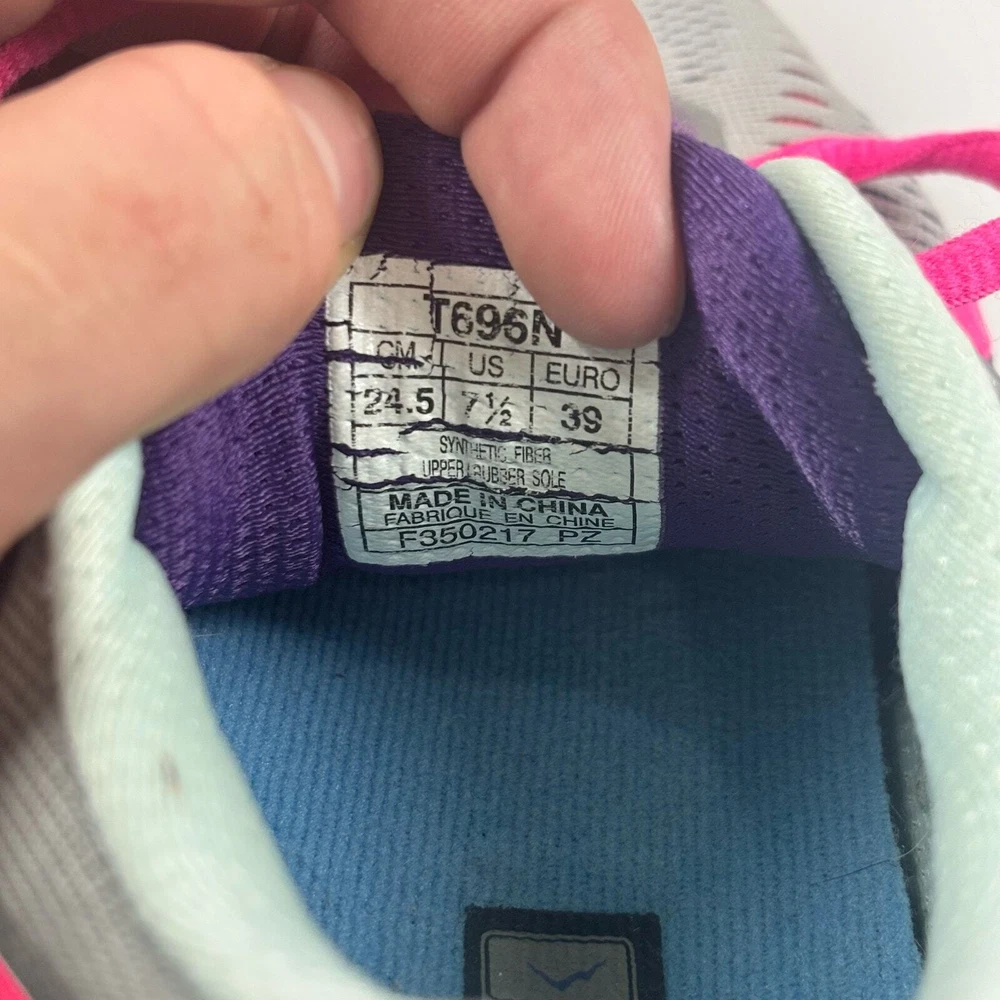 T696N
CM US EURO
24.5 7½ 39
SYNTHETIC FIBER
UPPER RUBBER SOLE
MADE IN CHINA
FABRIQUE EN CHINE
F350217 PZ